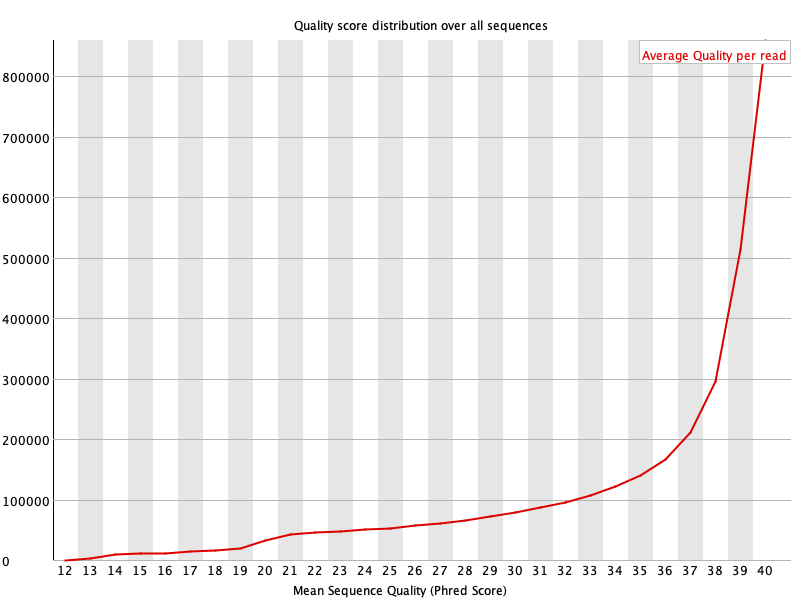 Quality score distribution over all sequences
Average Quality per read
800000
700000
600000
500000
400000
300000
200000
100000
0
12 13 14 15 16 17 18 19 20 21 22 23 24 25 26 27 28 29 30 31 32 33 34 35 36 37 38 39 40
Mean Sequence Quality (Phred Score)